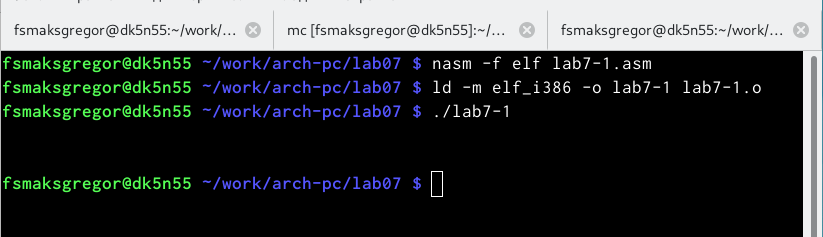 fsmaksgregor@dk5n55:~/work/... mc [fsmaksgregor@dk5n55]:~/... fsmaksgregor@dk5n55:~/work/...
fsmaksgregor@dk5n55 ~/work/arch-pc/lab07 $ nasm -f elf lab7-1.asm
fsmaksgregor@dk5n55 ~/work/arch-pc/lab07 $ ld -m elf_i386 -o lab7-1 lab7-1.o
fsmaksgregor@dk5n55 ~/work/arch-pc/lab07 $ ./lab7-1
fsmaksgregor@dk5n55 ~/work/arch-pc/lab07 $